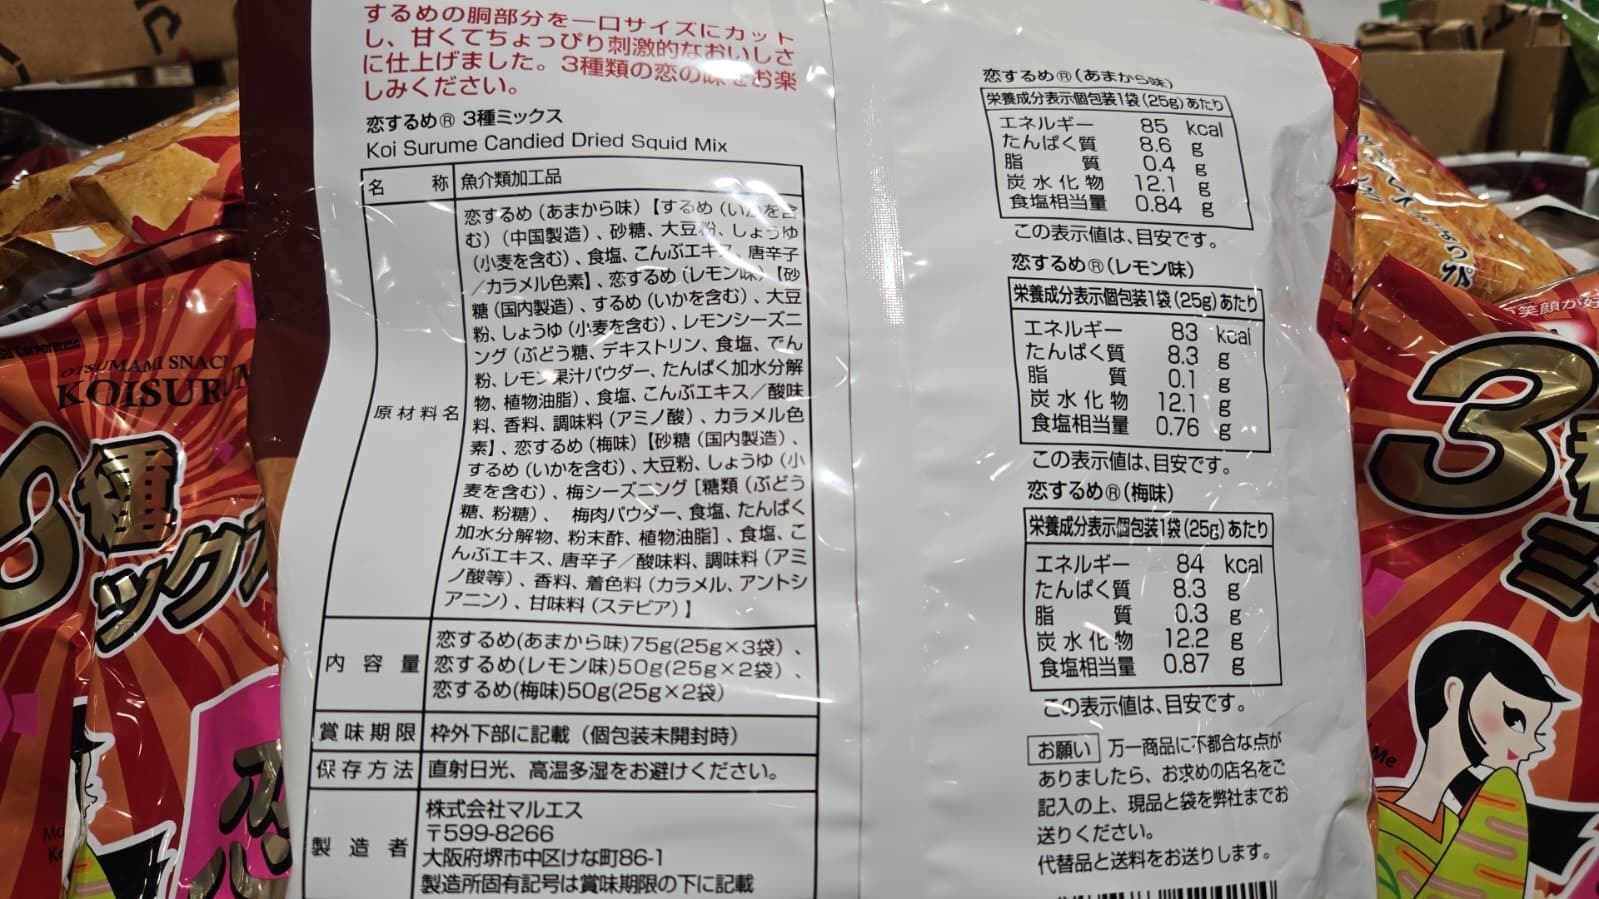 するめの胴部分を一口サイズにカット
し、甘くてちょっぴり刺激的なおいしさ
に仕上げました。3種類の恋の味をお楽
しみください。
恋するめ® 3種ミックス
Koi Surume Candied Dried Squid Mix
名 称 魚介類加工品
原材料名
恋するめ（あまから味）【するめ（いかを含
む）（中国製造）、砂糖、大豆粉、しょうゆ
（小麦を含む）、食塩、こんぶエキス、唐辛子
／カラメル色素】、恋するめ（レモン味）【砂
糖（国内製造）、するめ（いかを含む）、大豆
粉、しょうゆ（小麦を含む）、レモンシーズニ
ング（ぶどう糖、デキストリン、食塩、でん
粉、レモン果汁パウダー、たんぱく加水分解
物、植物油脂）、食塩、こんぶエキス／酸味
料、香料、調味料（アミノ酸）、カラメル色
素】、恋するめ（梅味）【砂糖（国内製造）、
するめ（いかを含む）、大豆粉、しょうゆ（小
麦を含む）、梅シーズニング［糖類（ぶどう
糖、粉糖）、 梅肉パウダー、食塩、たんぱく
加水分解物、粉末酢、植物油脂］、食塩、こ
んぶエキス、唐辛子／酸味料、調味料（アミ
ノ酸等）、香料、着色料（カラメル、アントシ
アニン）、甘味料（ステビア）】
内容量
恋するめ(あまから味)75g(25g×3袋)、
恋するめ(レモン味)50g(25g×2袋)、
恋するめ(梅味)50g(25g×2袋)
賞味期限 枠外下部に記載（個包装未開封時）
保存方法 直射日光、高温多湿をお避けください。
製造者
株式会社マルエス
〒599-8266
大阪府堺市中区けな町86-1
製造所固有記号は賞味期限の下に記載
恋するめ®（あまから味）
栄養成分表示個包装1袋（25g）あたり
エネルギー 85 kcal
たんぱく質 8.6 g
脂質 0.4 g
炭水化物 12.1 g
食塩相当量 0.84 g
この表示値は、目安です。
恋するめ®（レモン味）
栄養成分表示個包装1袋（25g）あたり
エネルギー 83 kcal
たんぱく質 8.3 g
脂質 0.1 g
炭水化物 12.1 g
食塩相当量 0.76 g
この表示値は、目安です。
恋するめ®（梅味）
栄養成分表示個包装1袋（25g）あたり
エネルギー 84 kcal
たんぱく質 8.3 g
脂質 0.3 g
炭水化物 12.2 g
食塩相当量 0.87 g
この表示値は、目安です。
お願い 万一商品に不都合な点が
ありましたら、お求めの店名をご
記入の上、現品と袋を弊社までお
送りください。
代替品と送料をお送りします。
OTSUMAMI SNAC
KOISURUM
3種
ックス
恋
笑顔が好
3種
ミ
Me